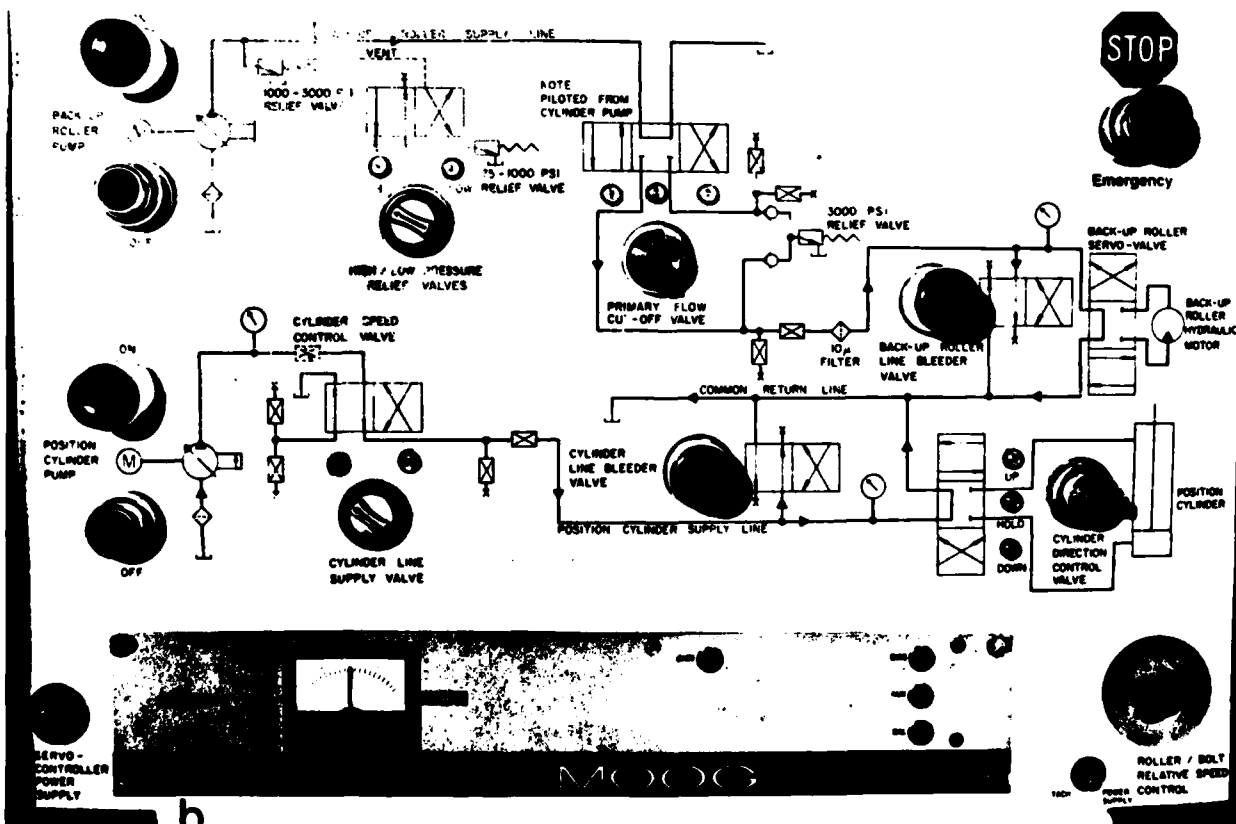 ROLLER SUPPLY LINE
VENT
STOP
1000-3000 PSI
RELIEF VALVE
NOTE
PILOTED FROM
CYLINDER PUMP
BACK-UP
ROLLER
PUMP
75-1000 PSI
RELIEF VALVE
Emergency
3000 PSI
RELIEF VALVE
BACK-UP ROLLER
SERVO-VALVE
HIGH/LOW PRESSURE
RELIEF VALVES
PRIMARY FLOW
CUT-OFF VALVE
BACK-UP
ROLLER
HYDRAULIC
MOTOR
CYLINDER SPEED
CONTROL VALVE
10μ
FILTER
BACK-UP ROLLER
LINE BLEEDER
VALVE
ON
COMMON RETURN LINE
POSITION
CYLINDER
PUMP
M
CYLINDER
LINE BLEEDER
VALVE
UP
HOLD
DOWN
POSITION
CYLINDER
POSITION CYLINDER SUPPLY LINE
CYLINDER
DIRECTION
CONTROL
VALVE
OFF
CYLINDER LINE
SUPPLY VALVE
SERVO-
CONTROLLER
POWER
SUPPLY
MOOG
TACH
POWER
SUPPLY
ROLLER / BOLT
RELATIVE SPEED
CONTROL
b